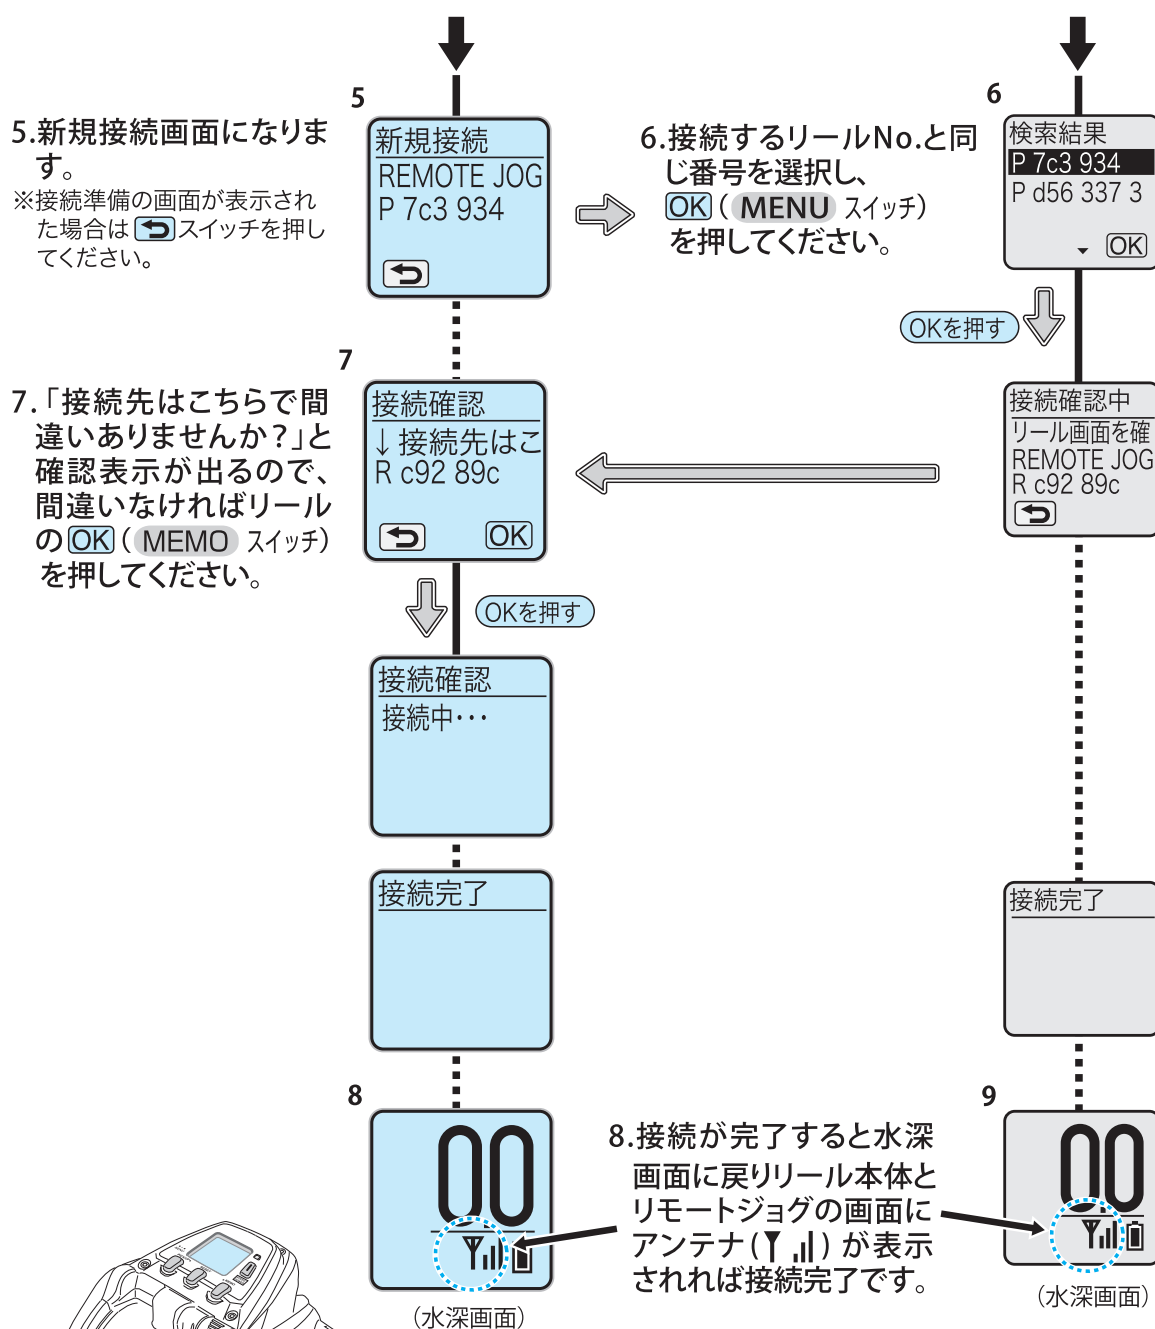 5
5.新規接続画面になりま
す。
※接続準備の画面が表示され
た場合は スイッチを押し
てください。
新規接続
REMOTE JOG
P 7c3 934
6.接続するリールNo.と同
じ番号を選択し、
OK ( MENU スイッチ)
を押してください。
6
検索結果
P 7c3 934
P d56 337 3
OK
OKを押す
7
7.「接続先はこちらで間
違いありませんか?」と
確認表示が出るので、
間違いなければリール
の OK ( MEMO スイッチ)
を押してください。
接続確認
↓接続先はこ
R c92 89c
OK
接続確認中
リール画面を確
REMOTE JOG
R c92 89c
OKを押す
接続確認
接続中・・・
接続完了
接続完了
8
0.0
(水深画面)
8.接続が完了すると水深
画面に戻りリール本体と
リモートジョグの画面に
アンテナ( ) が表示
されれば接続完了です。
9
0.0
(水深画面)